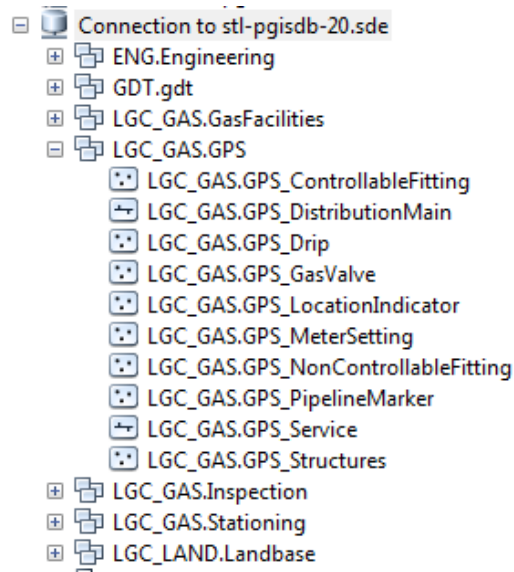 Connection to stl-pgisdb-20.sde
ENG.Engineering
GDT.gdt
LGC_GAS.GasFacilities
LGC_GAS.GPS
LGC_GAS.GPS_ControllableFitting
LGC_GAS.GPS_DistributionMain
LGC_GAS.GPS_Drip
LGC_GAS.GPS_GasValve
LGC_GAS.GPS_LocationIndicator
LGC_GAS.GPS_MeterSetting
LGC_GAS.GPS_NonControllableFitting
LGC_GAS.GPS_PipelineMarker
LGC_GAS.GPS_Service
LGC_GAS.GPS_Structures
LGC_GAS.Inspection
LGC_GAS.Stationing
LGC_LAND.Landbase